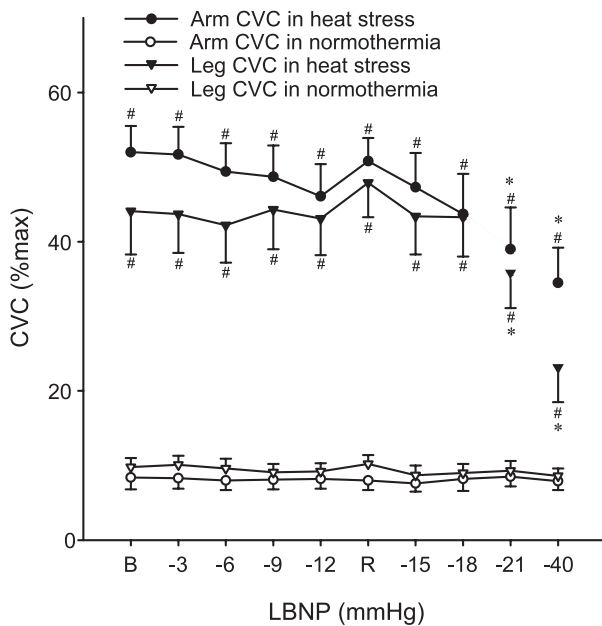 Arm CVC in heat stress
Arm CVC in normothermia
Leg CVC in heat stress
Leg CVC in normothermia
60
40
20
0
CVC (%max)
# # # # # # # # * # * #
# # # # # # # # # * # *
B -3 -6 -9 -12 R -15 -18 -21 -40
LBNP (mmHg)